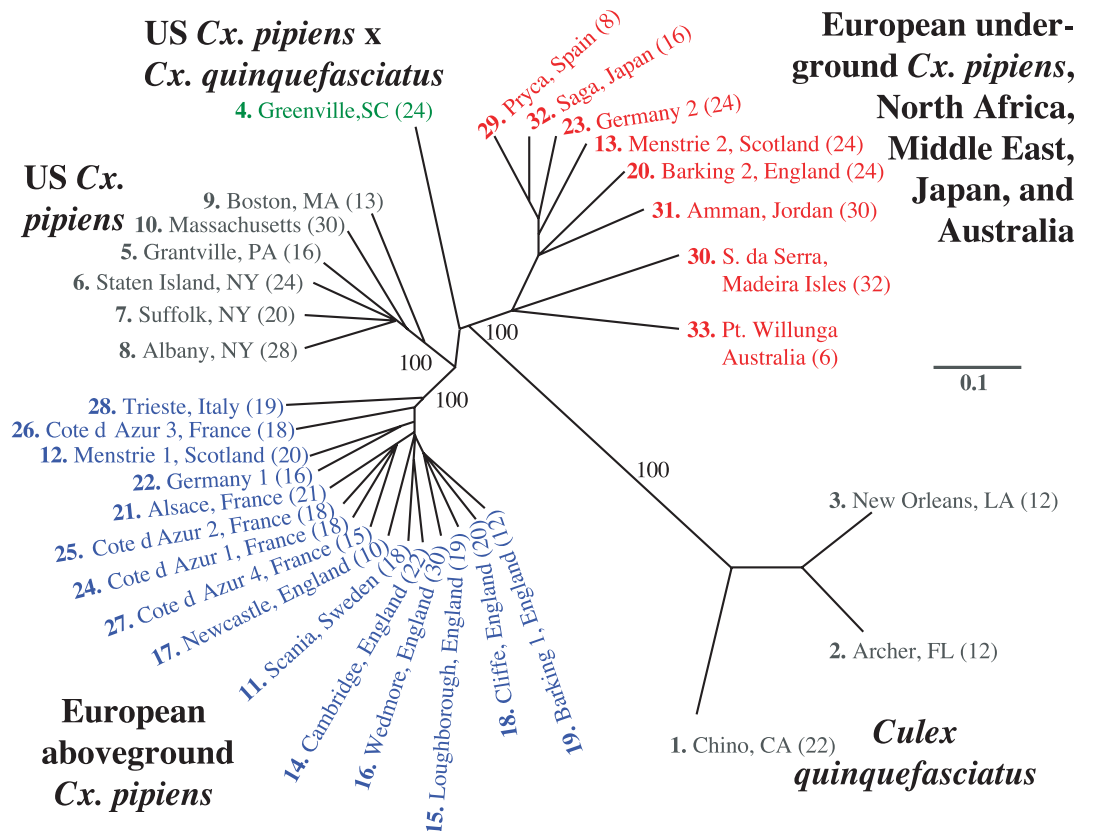 US Cx. pipiens x
Cx. quinquefasciatus
4. Greenville,SC (24)
European under-
ground Cx. pipiens,
North Africa,
Middle East,
Japan, and
Australia
29. Pryca, Spain (8)
32. Saga, Japan (16)
23. Germany 2 (24)
13. Menstrie 2, Scotland (24)
20. Barking 2, England (24)
31. Amman, Jordan (30)
30. S. da Serra,
Madeira Isles (32)
33. Pt. Willunga
Australia (6)
US Cx.
pipiens
9. Boston, MA (13)
10. Massachusetts (30)
5. Grantville, PA (16)
6. Staten Island, NY (24)
7. Suffolk, NY (20)
8. Albany, NY (28)
100
100
100
100
0.1
28. Trieste, Italy (19)
26. Cote d Azur 3, France (18)
12. Menstrie 1, Scotland (20)
22. Germany 1 (16)
21. Alsace, France (21)
25. Cote d Azur 2, France (18)
24. Cote d Azur 1, France (18)
27. Cote d Azur 4, France (15)
17. Newcastle, England (10)
11. Scania, Sweden (18)
14. Cambridge, England (22)
16. Wedmore, England (30)
15. Loughborough, England (19)
18. Cliffe, England (20)
19. Barking 1, England (12)
European
aboveground
Cx. pipiens
3. New Orleans, LA (12)
2. Archer, FL (12)
1. Chino, CA (22)
Culex
quinquefasciatus